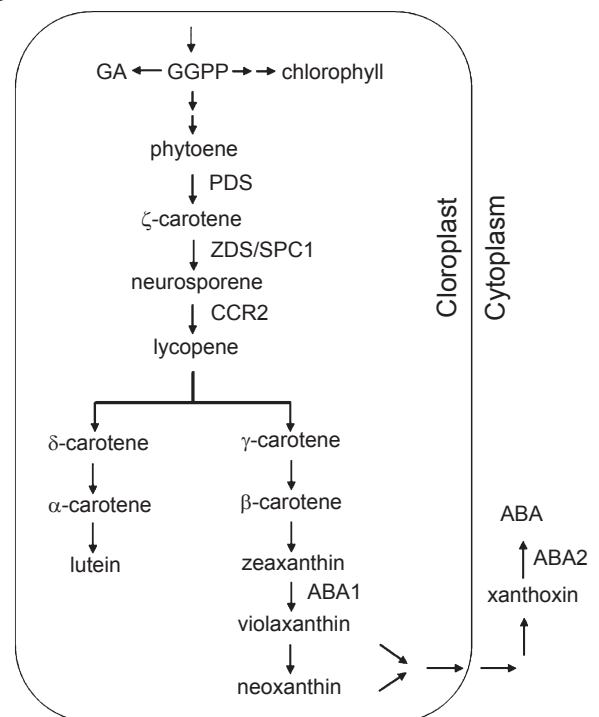 GA GGPP chlorophyll
phytoene
PDS
ζ-carotene
ZDS/SPC1
neurosporene
CCR2
lycopene
δ-carotene γ-carotene
α-carotene β-carotene
lutein zeaxanthin
ABA1
violaxanthin
neoxanthin
Cloroplast
Cytoplasm
ABA
ABA2
xanthoxin